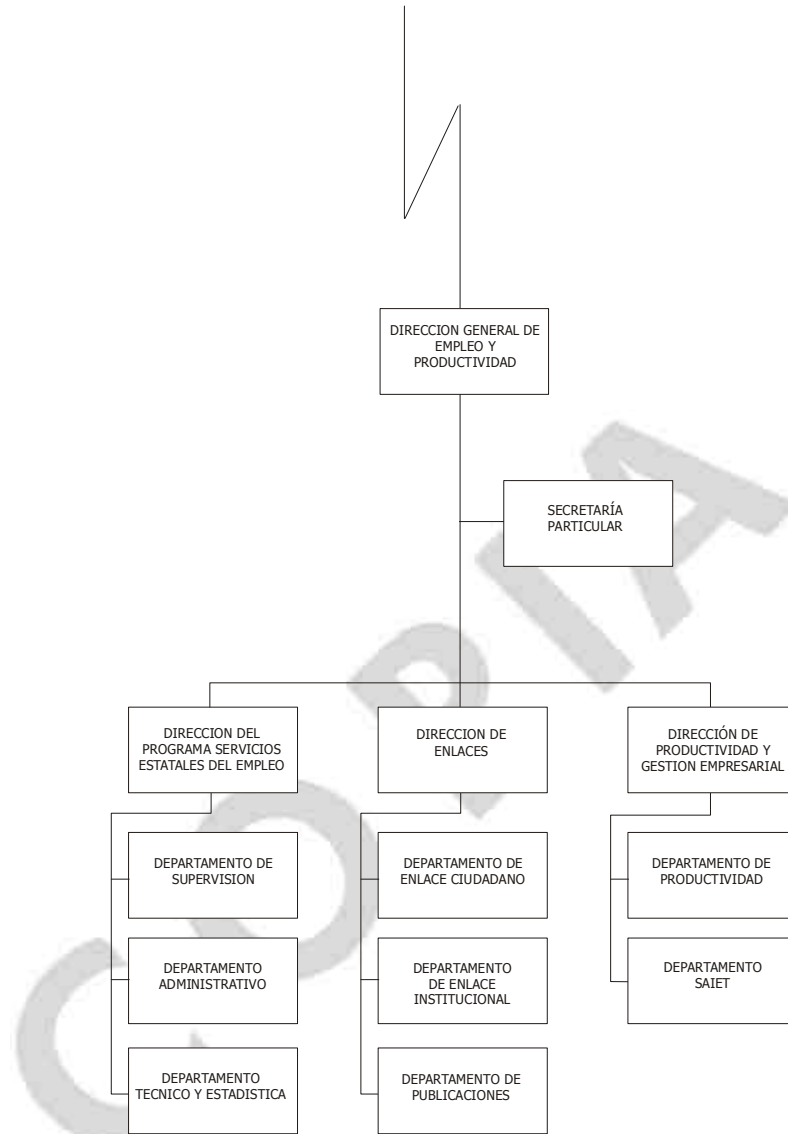 DIRECCION GENERAL DE
EMPLEO Y
PRODUCTIVIDAD
SECRETARÍA
PARTICULAR
DIRECCION DEL
PROGRAMA SERVICIOS
ESTATALES DEL EMPLEO
DIRECCION DE
ENLACES
DIRECCIÓN DE
PRODUCTIVIDAD Y
GESTION EMPRESARIAL
DEPARTAMENTO DE
SUPERVISION
DEPARTAMENTO DE
ENLACE CIUDADANO
DEPARTAMENTO DE
PRODUCTIVIDAD
DEPARTAMENTO
ADMINISTRATIVO
DEPARTAMENTO
DE ENLACE
INSTITUCIONAL
DEPARTAMENTO
SAIET
DEPARTAMENTO
TECNICO Y ESTADISTICA
DEPARTAMENTO DE
PUBLICACIONES
COPIA